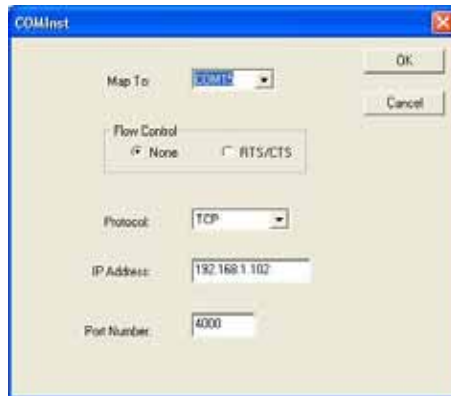 COMInst
OK
Map To:
Cancel
Flow Control
None
RTS/CTS
Protocol:
TCP
IP Address:
192.168.1.102
Port Number:
4000